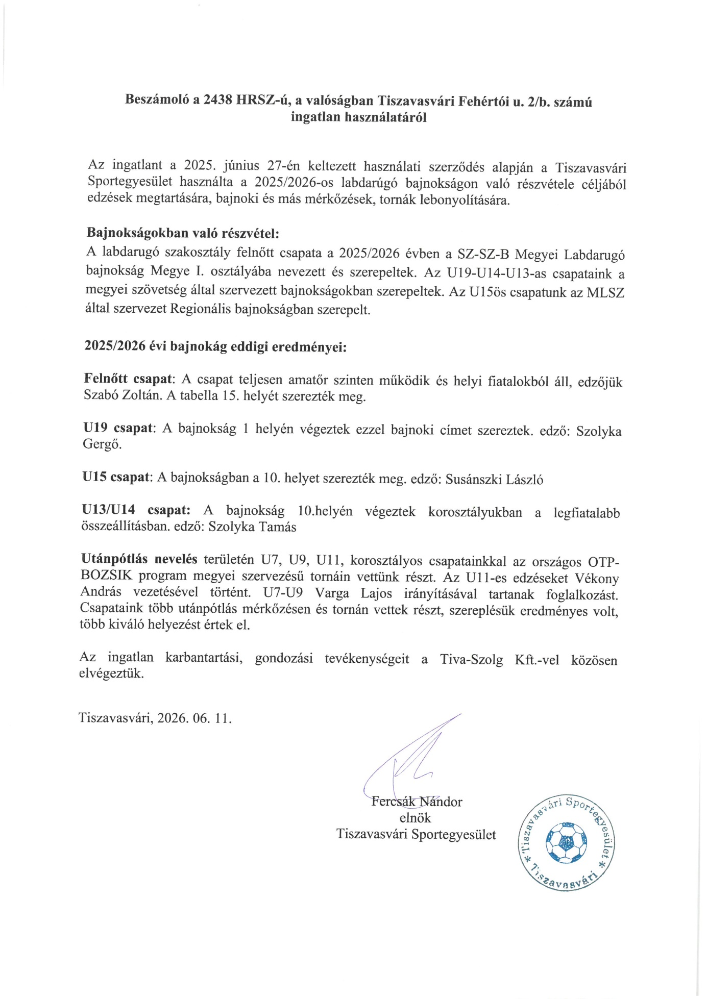 Beszámoló a 2438 HRSZ-ú, a valóságban Tiszavasvári Fehértói u. 2/b. számú
ingatlan használatáról
Az ingatlant a 2025. június 27-én keltezett használati szerződés alapján a Tiszavasvári
Sportegyesület használta a 2025/2026-os labdarúgó bajnokságon való részvétele céljából
edzések megtartására, bajnoki és más mérkőzések, tornák lebonyolítására.
Bajnokságokban való részvétel:
A labdarugó szakosztály felnőtt csapata a 2025/2026 évben a SZ-SZ-B Megyei Labdarugó
bajnokság Megye I. osztályába nevezett és szerepeltek. Az U19-U14-U13-as csapataink a
megyei szövetség által szervezett bajnokságokban szerepeltek. Az U15ös csapatunk az MLSZ
által szervezet Regionális bajnokságban szerepelt.
2025/2026 évi bajnokág eddigi eredményei:
Felnőtt csapat: A csapat teljesen amatőr szinten működik és helyi fiatalokból áll, edzőjük
Szabó Zoltán. A tabella 15. helyét szerezték meg.
U19 csapat: A bajnokság 1 helyén végeztek ezzel bajnoki címet szereztek. edző: Szolyka
Gergő.
U15 csapat: A bajnokságban a 10. helyet szerezték meg. edző: Susánszki László
U13/U14 csapat: A bajnokság 10.helyén végeztek korosztályukban a legfiatalabb
összeállításban. edző: Szolyka Tamás
Utánpótlás nevelés területén U7, U9, U11, korosztályos csapatainkkal az országos OTP-
BOZSIK program megyei szervezésű tornáin vettünk részt. Az U11-es edzéseket Vékony
András vezetésével történt. U7-U9 Varga Lajos irányításával tartanak foglalkozást.
Csapataink több utánpótlás mérkőzésen és tornán vettek részt, szereplésük eredményes volt,
több kiváló helyezést értek el.
Az ingatlan karbantartási, gondozási tevékenységeit a Tiva-Szolg Kft.-vel közösen
elvégeztük.
Tiszavasvári, 2026. 06. 11.
Fercsák Nándor
elnök
Tiszavasvári Sportegyesület
Tiszavasvári Sportegyesület
* Tiszavasvári *